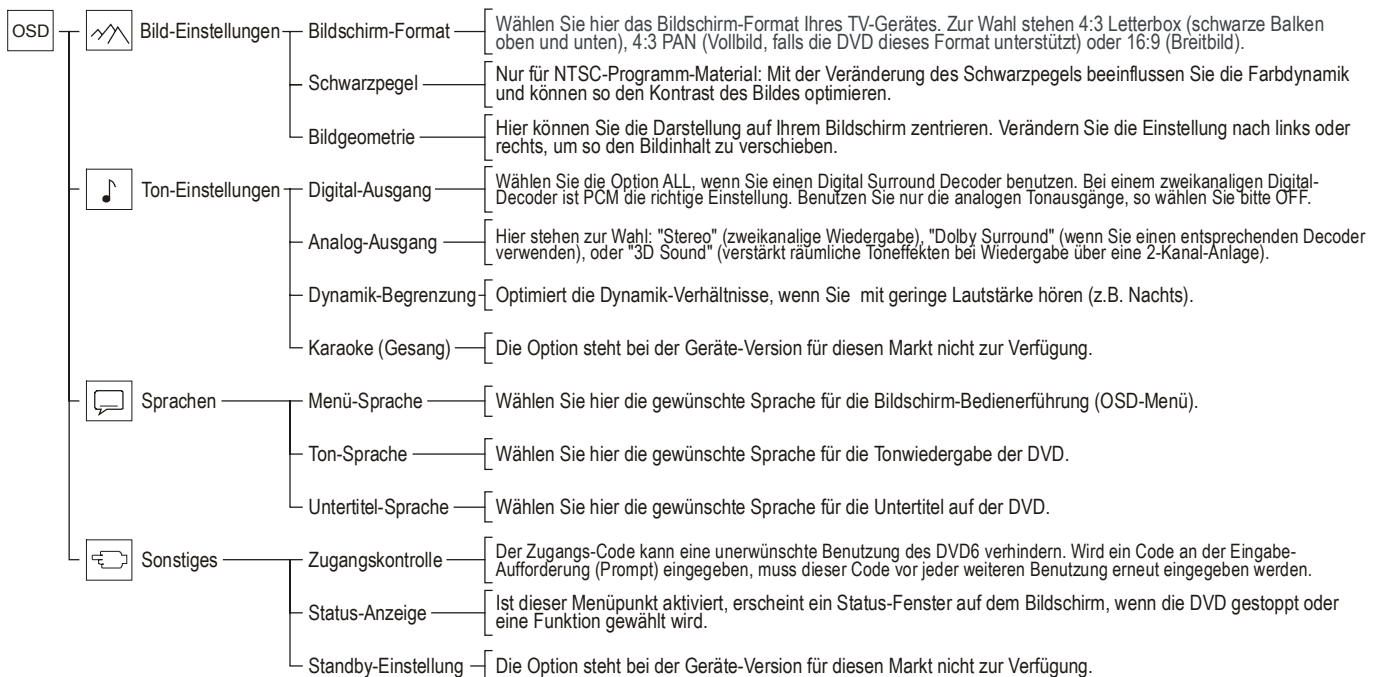 OSD
Bild-Einstellungen
Bildschirm-Format
Wählen Sie hier das Bildschirm-Format Ihres TV-Gerätes. Zur Wahl stehen 4:3 Letterbox (schwarze Balken
oben und unten), 4:3 PAN (Vollbild, falls die DVD dieses Format unterstützt) oder 16:9 (Breitbild).
Schwarzpegel
Nur für NTSC-Programm-Material: Mit der Veränderung des Schwarzpegels beeinflussen Sie die Farbdynamik
und können so den Kontrast des Bildes optimieren.
Bildgeometrie
Hier können Sie die Darstellung auf Ihrem Bildschirm zentrieren. Verändern Sie die Einstellung nach links oder
rechts, um so den Bildinhalt zu verschieben.
Ton-Einstellungen
Digital-Ausgang
Wählen Sie die Option ALL, wenn Sie einen Digital Surround Decoder benutzen. Bei einem zweikanaligen Digital-
Decoder ist PCM die richtige Einstellung. Benutzen Sie nur die analogen Tonausgänge, so wählen Sie bitte OFF.
Analog-Ausgang
Hier stehen zur Wahl: "Stereo" (zweikanalige Wiedergabe), "Dolby Surround" (wenn Sie einen entsprechenden Decoder
verwenden), oder "3D Sound" (verstärkt räumliche Toneffekten bei Wiedergabe über eine 2-Kanal-Anlage).
Dynamik-Begrenzung
Optimiert die Dynamik-Verhältnisse, wenn Sie  mit geringe Lautstärke hören (z.B. Nachts).
Karaoke (Gesang)
Die Option steht bei der Geräte-Version für diesen Markt nicht zur Verfügung.
Sprachen
Menü-Sprache
Wählen Sie hier die gewünschte Sprache für die Bildschirm-Bedienerführung (OSD-Menü).
Ton-Sprache
Wählen Sie hier die gewünschte Sprache für die Tonwiedergabe der DVD.
Untertitel-Sprache
Wählen Sie hier die gewünschte Sprache für die Untertitel auf der DVD.
Sonstiges
Zugangskontrolle
Der Zugangs-Code kann eine unerwünschte Benutzung des DVD6 verhindern. Wird ein Code an der Eingabe-
Aufforderung (Prompt) eingegeben, muss dieser Code vor jeder weiteren Benutzung erneut eingegeben werden.
Status-Anzeige
Ist dieser Menüpunkt aktiviert, erscheint ein Status-Fenster auf dem Bildschirm, wenn die DVD gestoppt oder
eine Funktion gewählt wird.
Standby-Einstellung
Die Option steht bei der Geräte-Version für diesen Markt nicht zur Verfügung.